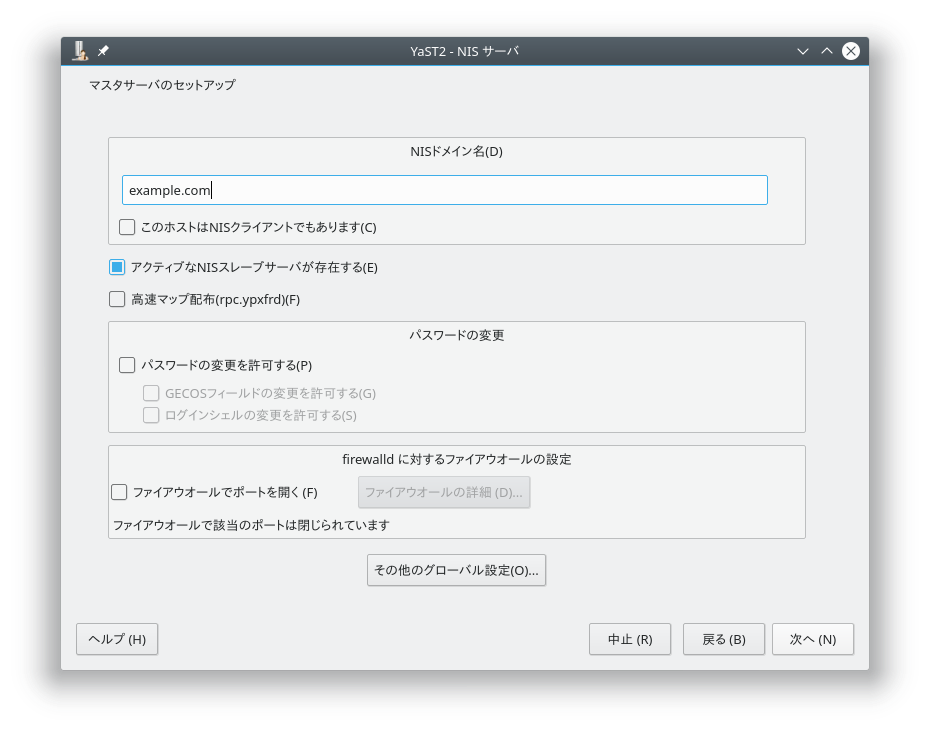 YaST2 - NIS サーバ
マスタサーバのセットアップ
NISドメイン名(D)
example.com
このホストはNISクライアントでもあります(C)
アクティブなNISスレーブサーバが存在する(E)
高速マップ配布(rpc.ypxfrd)(F)
パスワードの変更
パスワードの変更を許可する(P)
GECOSフィールドの変更を許可する(G)
ログインシェルの変更を許可する(S)
firewalld に対するファイアウオールの設定
ファイアウオールでポートを開く(F) ファイアウオールの詳細 (D)...
ファイアウオールで該当のポートは閉じられています
その他のグローバル設定(O)...
ヘルプ (H) 中止 (R) 戻る (B) 次へ (N)